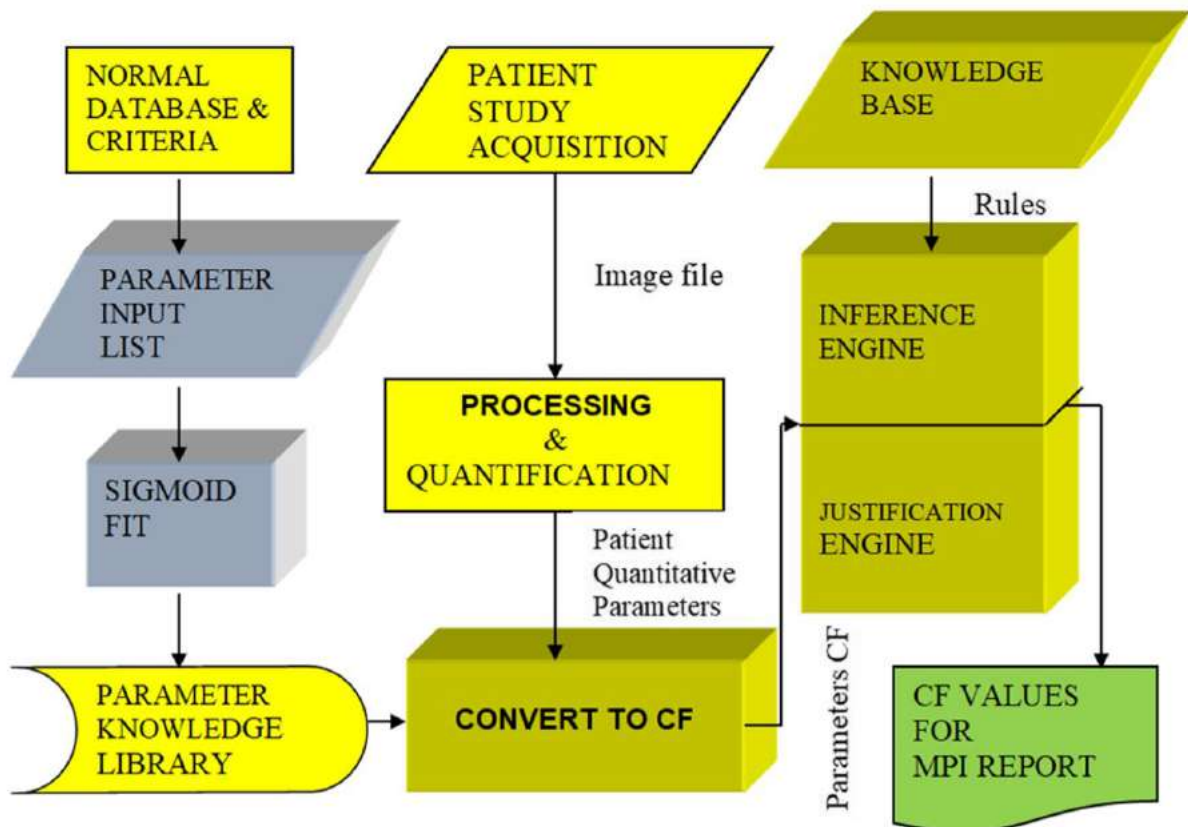 NORMAL
DATABASE &
CRITERIA
PATIENT
STUDY
ACQUISITION
KNOWLEDGE
BASE
Rules
PARAMETER
INPUT
LIST
Image file
INFERENCE
ENGINE
PROCESSING
&
QUANTIFICATION
SIGMOID
FIT
JUSTIFICATION
ENGINE
Patient
Quantitative
Parameters
Parameters CF
PARAMETER
KNOWLEDGE
LIBRARY
CONVERT TO CF
CF VALUES
FOR
MPI REPORT